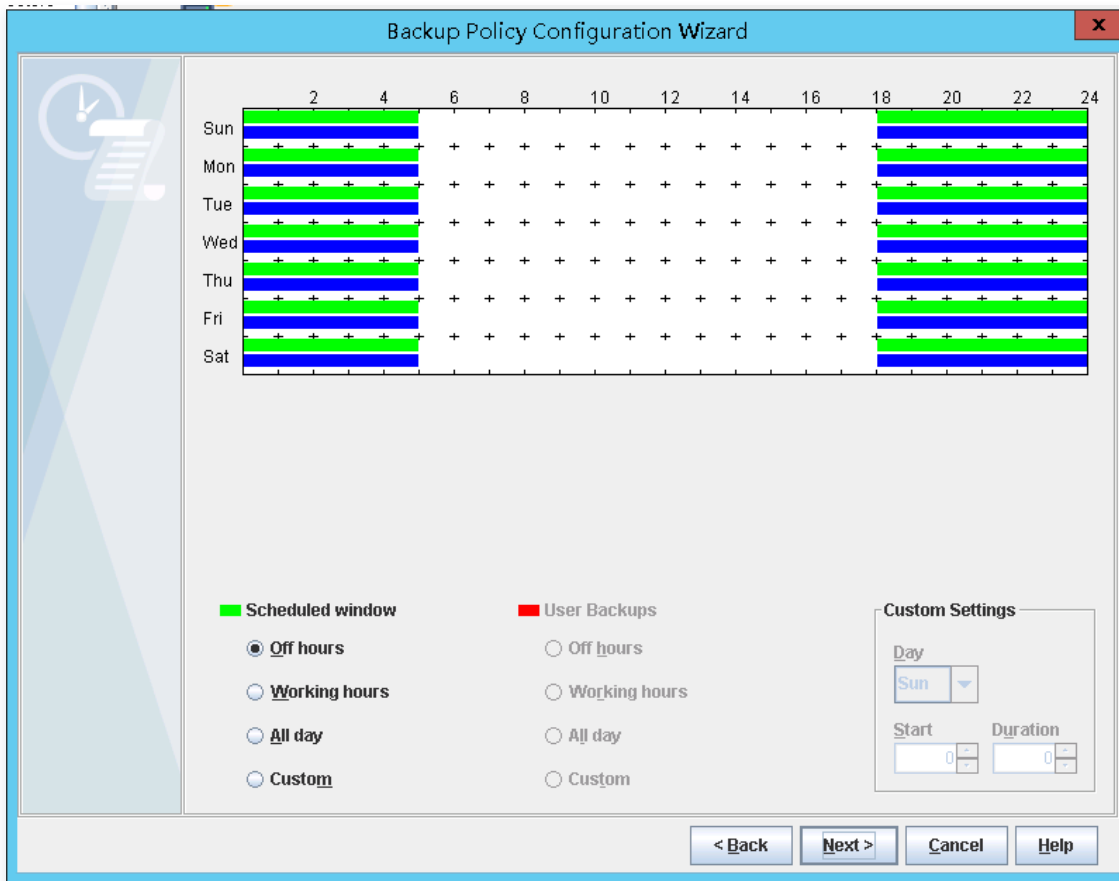 Backup Policy Configuration Wizard
x
2 4 6 8 10 12 14 16 18 20 22 24
Sun
Mon
Tue
Wed
Thu
Fri
Sat
Scheduled window
User Backups
Custom Settings
Off hours
Off hours
Day
Sun
Working hours
Working hours
All day
All day
Start
Duration
0
0
Custom
Custom
< Back
Next >
Cancel
Help